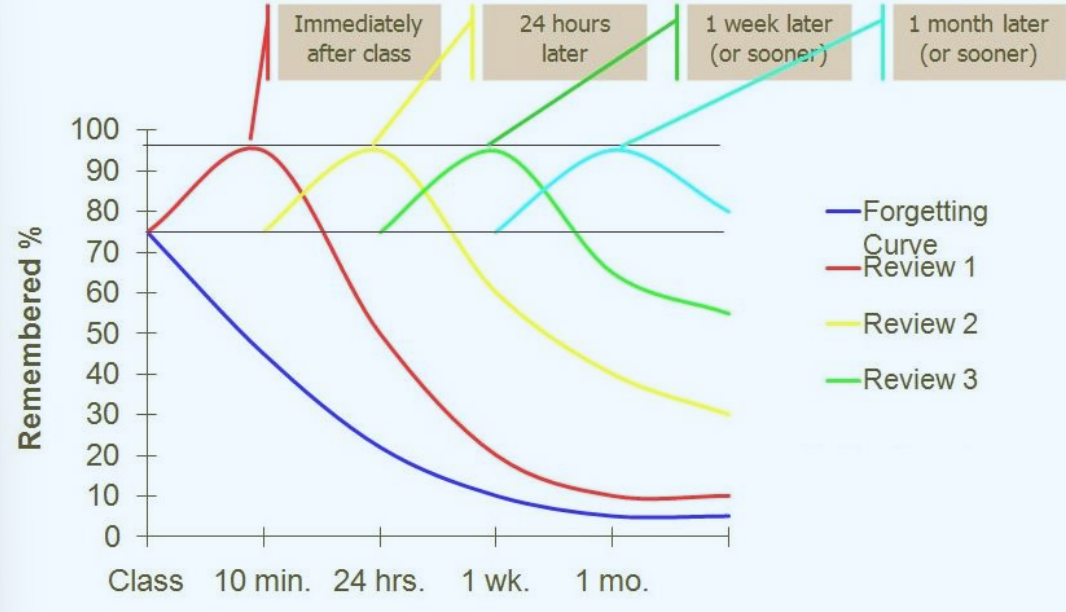 Immediately
after class
24 hours
later
1 week later
(or sooner)
1 month later
(or sooner)
Remembered %
100
90
80
70
60
50
40
30
20
10
0
Class
10 min.
24 hrs.
1 wk.
1 mo.
Forgetting
Curve
Review 1
Review 2
Review 3